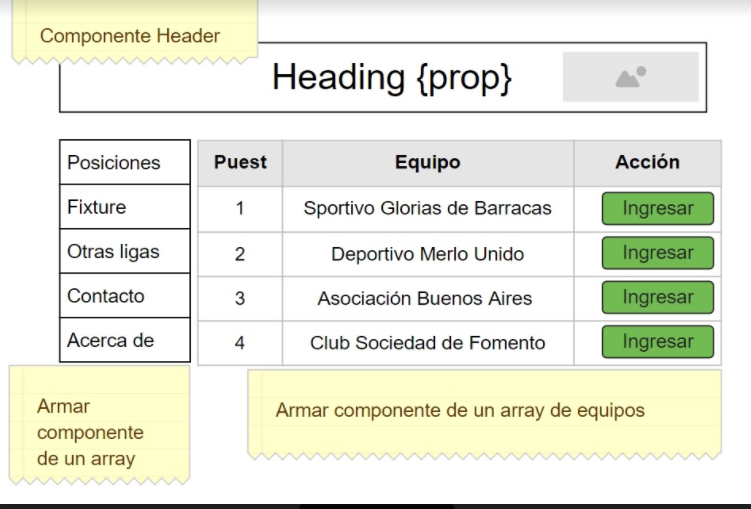 Componente Header
Heading {prop}
Posiciones
Fixture
Otras ligas
Contacto
Acerca de
Puest Equipo Acción
1 Sportivo Glorias de Barracas Ingresar
2 Deportivo Merlo Unido Ingresar
3 Asociación Buenos Aires Ingresar
4 Club Sociedad de Fomento Ingresar
Armar
componente
de un array
Armar componente de un array de equipos